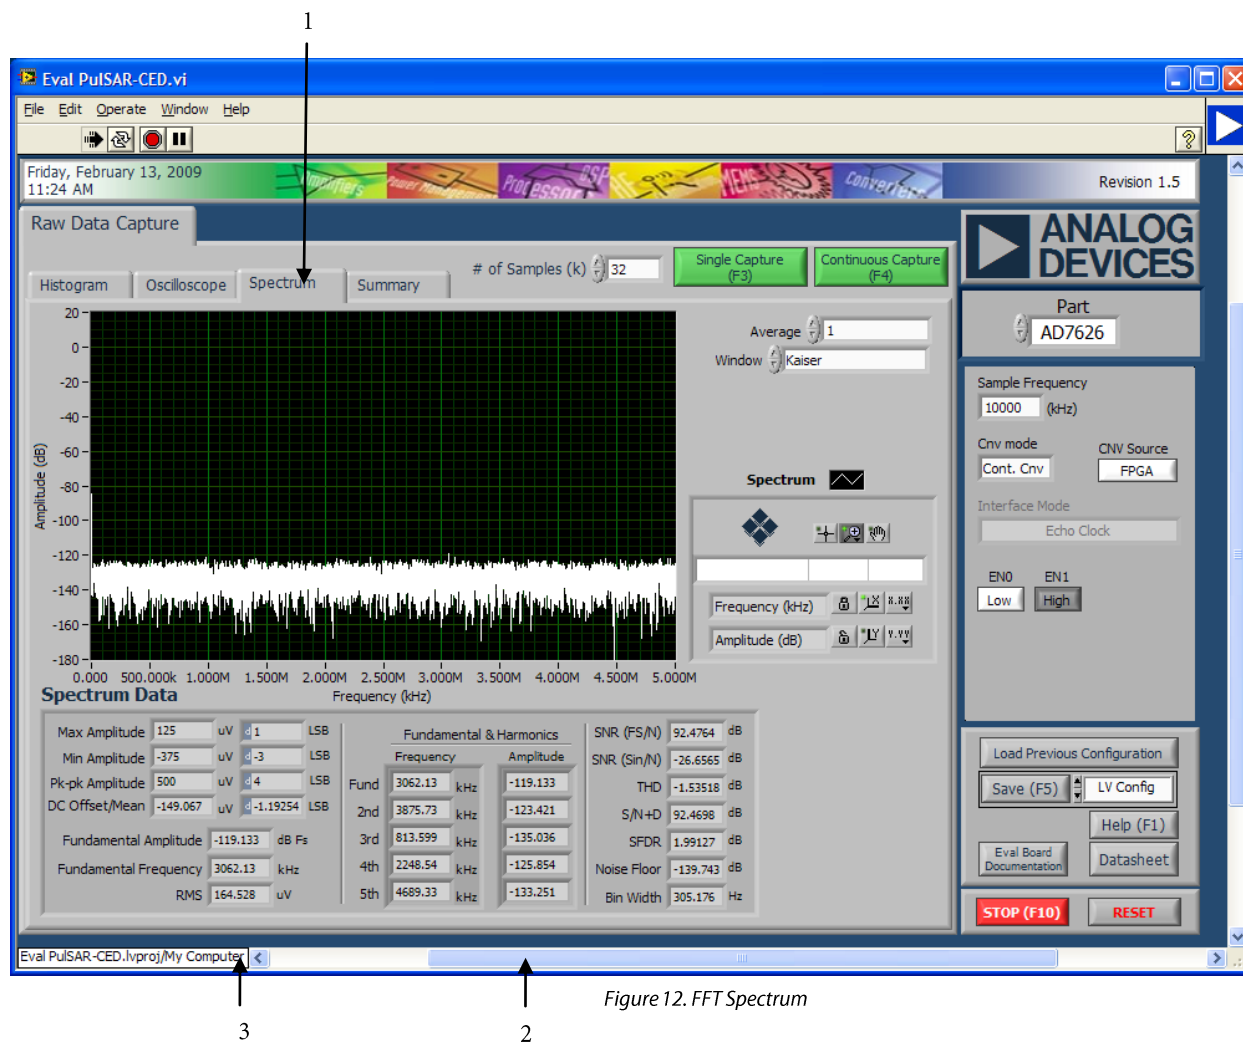 1
Eval PulSAR-CED.vi
File Edit Operate Window Help
Friday, February 13, 2009
11:24 AM
Amplifiers Power Management Processors DSP RF MEMS Converters
Revision 1.5
Raw Data Capture
ANALOG
DEVICES
Histogram Oscilloscope Spectrum Summary
# of Samples (k) 32
Single Capture
(F3)
Continuous Capture
(F4)
Part
AD7626
Average 1
Window Kaiser
Sample Frequency
10000 (kHz)
Cnv mode
Cont. Cnv
CNV Source
FPGA
Interface Mode
Echo Clock
EN0 EN1
Low High
Amplitude (dB)
20
0
-20
-40
-60
-80
-100
-120
-140
-160
-180
0.000 500.000k 1.000M 1.500M 2.000M 2.500M 3.000M 3.500M 4.000M 4.500M 5.000M
Frequency (kHz)
Spectrum
Frequency (kHz) X X.XX
Amplitude (dB) Y Y.YY
Spectrum Data
Max Amplitude 125 uV d 1 LSB
Min Amplitude -375 uV d -3 LSB
Pk-pk Amplitude 500 uV d 4 LSB
DC Offset/Mean -149.067 uV d -1.19254 LSB
Fundamental Amplitude -119.133 dB Fs
Fundamental Frequency 3062.13 kHz
RMS 164.528 uV
Fundamental & Harmonics
Frequency Amplitude
Fund 3062.13 kHz -119.133
2nd 3875.73 kHz -123.421
3rd 813.599 kHz -135.036
4th 2248.54 kHz -125.854
5th 4689.33 kHz -133.251
SNR (FS/N) 92.4764 dB
SNR (Sin/N) -26.6565 dB
THD -1.53518 dB
S/N+D 92.4698 dB
SFDR 1.99127 dB
Noise Floor -139.743 dB
Bin Width 305.176 Hz
Load Previous Configuration
Save (F5) LV Config
Help (F1)
Eval Board
Documentation
Datasheet
STOP (F10) RESET
Eval PulSAR-CED.lvproj/My Computer
Figure 12. FFT Spectrum
3
2